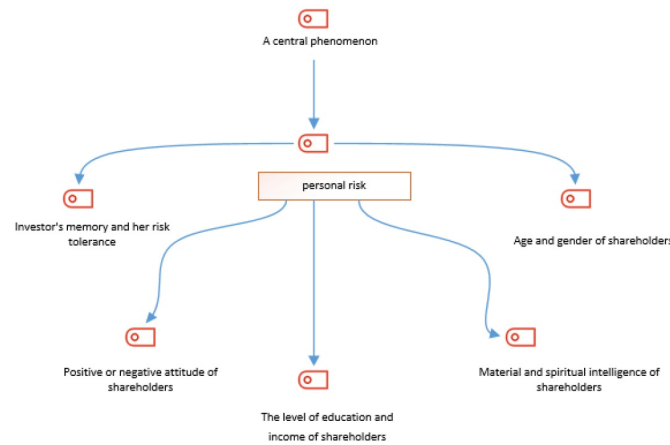 A central phenomenon
personal risk
Investor's memory and her risk
tolerance
Age and gender of shareholders
Positive or negative attitude of
shareholders
The level of education and
income of shareholders
Material and spiritual intelligence of
shareholders